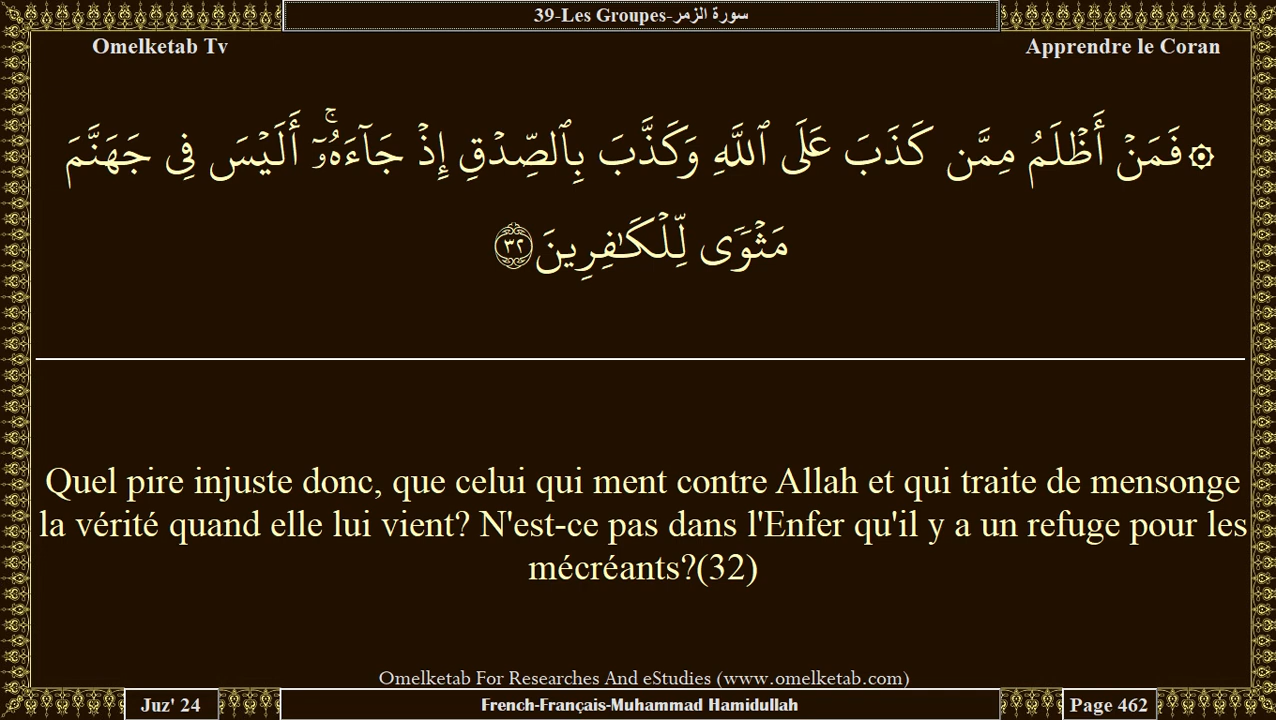 39-Les Groupes-سورة الزمر
Omelketab Tv
Apprendre le Coran
۞ فَمَنۡ أَظۡلَمُ مِمَّن كَذَبَ عَلَى ٱللَّهِ وَكَذَّبَ بِٱلصِّدۡقِ إِذۡ جَآءَهُۥٓۚ أَلَيۡسَ فِى جَهَنَّمَ
مَثۡوٗى لِّلۡكَـٰفِرِينَ ٣٢
Quel pire injuste donc, que celui qui ment contre Allah et qui traite de mensonge
la vérité quand elle lui vient? N'est-ce pas dans l'Enfer qu'il y a un refuge pour les
mécréants?(32)
Omelketab For Researches And eStudies (www.omelketab.com)
Juz' 24
French-Français-Muhammad Hamidullah
Page 462